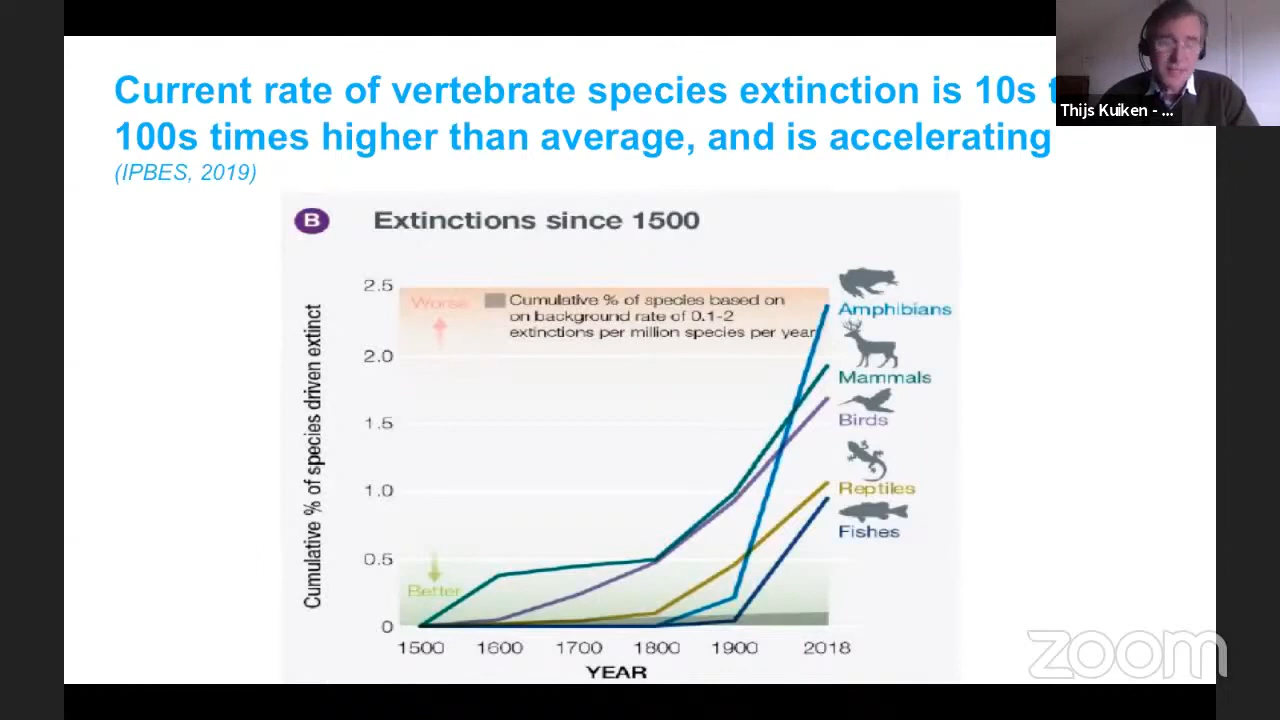 Current rate of vertebrate species extinction is 10s
100s times higher than average, and is accelerating
(IPBES, 2019)
Thijs Kuiken - ...
B
Extinctions since 1500
Cumulative % of species driven extinct
2.5
2.0
1.5
1.0
0.5
0
Worse
Cumulative % of species based on
on background rate of 0.1-2
extinctions per million species per year
Better
Amphibians
Mammals
Birds
Reptiles
Fishes
1500 1600 1700 1800 1900 2018
YEAR
zoom